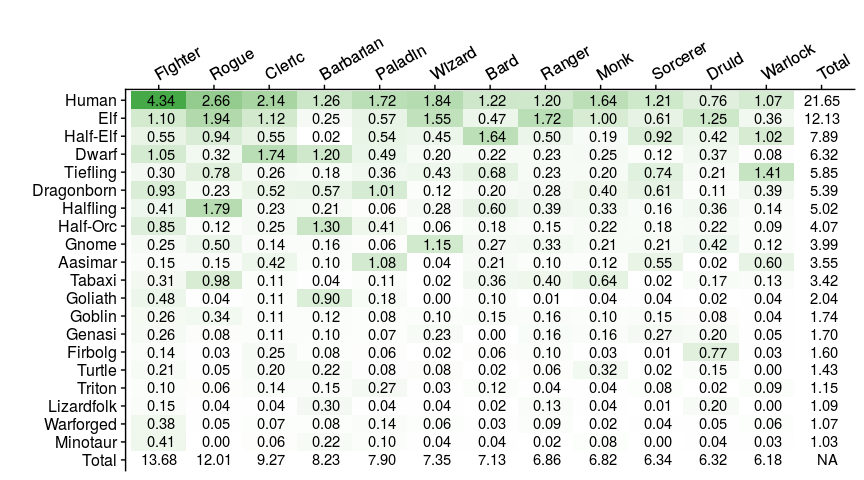 Fighter Rogue Cleric Barbarian Paladin Wizard Bard Ranger Monk Sorcerer Druid Warlock Total
Human 4.34 2.66 2.14 1.26 1.72 1.84 1.22 1.20 1.64 1.21 0.76 1.07 21.65
Elf 1.10 1.94 1.12 0.25 0.57 1.55 0.47 1.72 1.00 0.61 1.25 0.36 12.13
Half-Elf 0.55 0.94 0.55 0.02 0.54 0.45 1.64 0.50 0.19 0.92 0.42 1.02 7.89
Dwarf 1.05 0.32 1.74 1.20 0.49 0.20 0.22 0.23 0.25 0.12 0.37 0.08 6.32
Tiefling 0.30 0.78 0.26 0.18 0.36 0.43 0.68 0.23 0.20 0.74 0.21 1.41 5.85
Dragonborn 0.93 0.23 0.52 0.57 1.01 0.12 0.20 0.28 0.40 0.61 0.11 0.39 5.39
Halfling 0.41 1.79 0.23 0.21 0.06 0.28 0.60 0.39 0.33 0.16 0.36 0.14 5.02
Half-Orc 0.85 0.12 0.25 1.30 0.41 0.06 0.18 0.15 0.22 0.18 0.22 0.09 4.07
Gnome 0.25 0.50 0.14 0.16 0.06 1.15 0.27 0.33 0.21 0.21 0.42 0.12 3.99
Aasimar 0.15 0.15 0.42 0.10 1.08 0.04 0.21 0.10 0.12 0.55 0.02 0.60 3.55
Tabaxi 0.31 0.98 0.11 0.04 0.11 0.02 0.36 0.40 0.64 0.02 0.17 0.13 3.42
Goliath 0.48 0.04 0.11 0.90 0.18 0.00 0.10 0.01 0.04 0.04 0.02 0.04 2.04
Goblin 0.26 0.34 0.11 0.12 0.08 0.10 0.15 0.16 0.10 0.15 0.08 0.04 1.74
Genasi 0.26 0.08 0.11 0.10 0.07 0.23 0.00 0.16 0.16 0.27 0.20 0.05 1.70
Firbolg 0.14 0.03 0.25 0.08 0.06 0.02 0.06 0.10 0.03 0.01 0.77 0.03 1.60
Turtle 0.21 0.05 0.20 0.22 0.08 0.08 0.02 0.06 0.32 0.02 0.15 0.00 1.43
Triton 0.10 0.06 0.14 0.15 0.27 0.03 0.12 0.04 0.04 0.08 0.02 0.09 1.15
Lizardfolk 0.15 0.04 0.04 0.30 0.04 0.04 0.02 0.13 0.04 0.01 0.20 0.00 1.09
Warforged 0.38 0.05 0.07 0.08 0.14 0.06 0.03 0.09 0.02 0.04 0.05 0.06 1.07
Minotaur 0.41 0.00 0.06 0.22 0.10 0.04 0.04 0.02 0.08 0.00 0.04 0.03 1.03
Total 13.68 12.01 9.27 8.23 7.90 7.35 7.13 6.86 6.82 6.34 6.32 6.18 NA